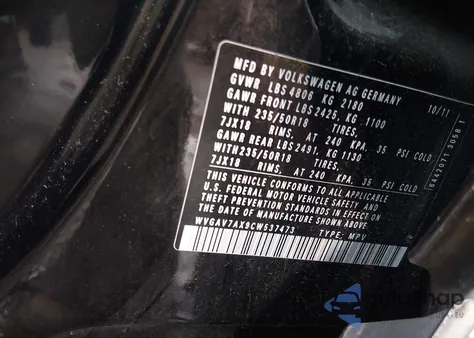 MFD BY VOLKSWAGEN AG GERMANY
10/11
GVWR LBS 4806 KG 2180
GAWR FRONT LBS 2425, KG 1100
WITH 235/50R18 TIRES,
7JX18 RIMS, AT 240 KPA, 35 PSI COLD
GAWR REAR LBS 2491, KG 1130
WITH235/50R18 TIRES,
7JX18 RIMS, AT 240 KPA, 35 PSI COLD
THIS VEHICLE CONFORMS TO ALL APPLICABLE
U.S. FEDERAL MOTOR VEHICLE SAFETY AND
THEFT PREVENTION STANDARDS IN EFFECT ON
THE DATE OF MANUFACTURE SHOWN ABOVE.
WVGAV7AX9CW537473 TYPE: MPV